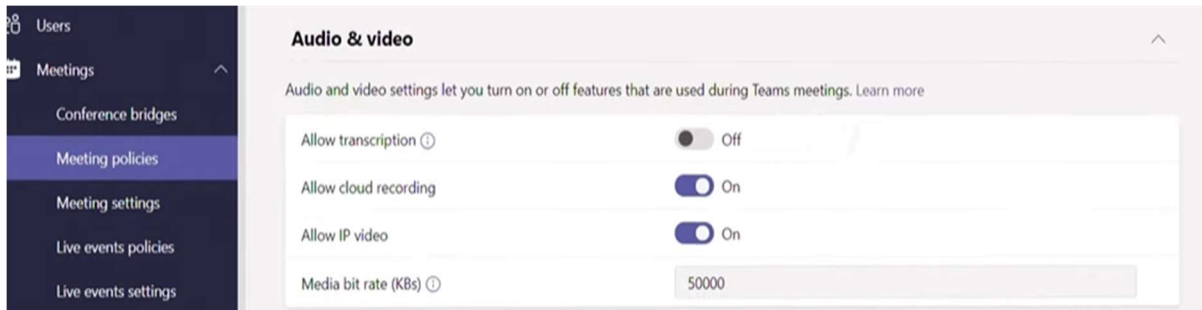 Users
Meetings
Conference bridges
Meeting policies
Meeting settings
Live events policies
Live events settings
Audio & video
Audio and video settings let you turn on or off features that are used during Teams meetings. Learn more
Allow transcription Off
Allow cloud recording On
Allow IP video On
Media bit rate (KBs) 50000